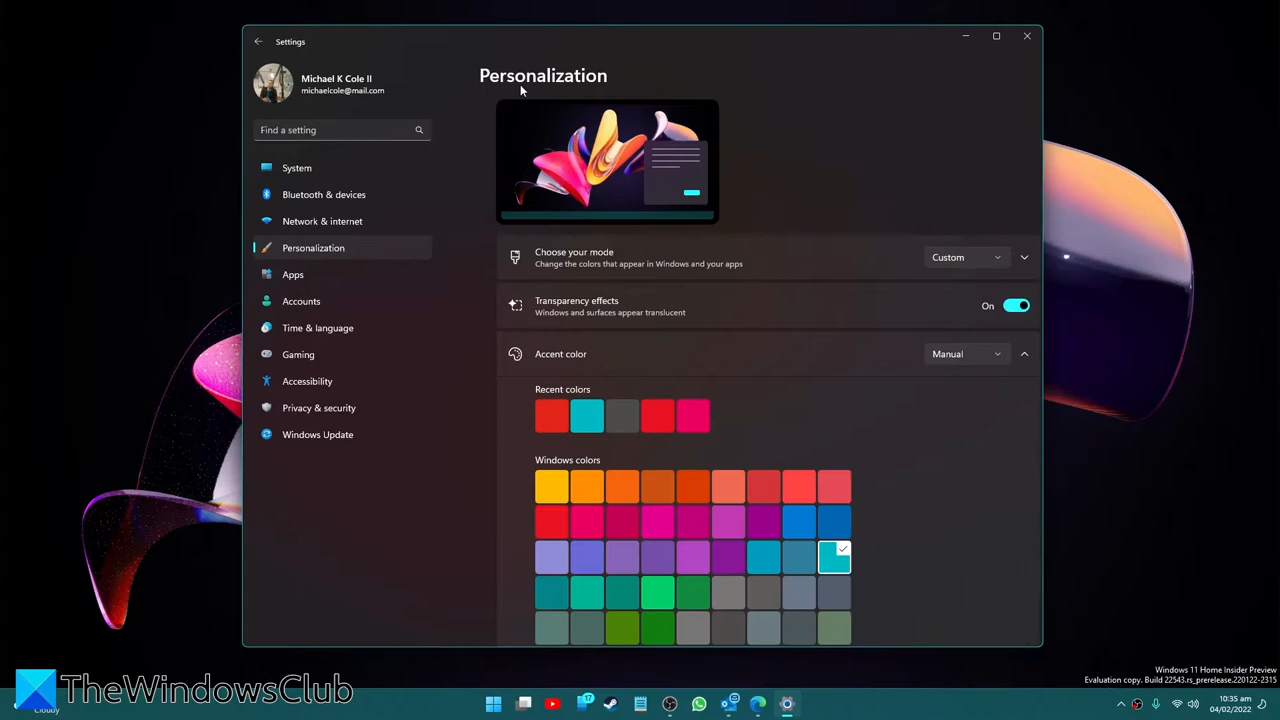 Settings
Michael K Cole II
michaelcole@mail.com
Find a setting
System
Bluetooth & devices
Network & internet
Personalization
Apps
Accounts
Time & language
Gaming
Accessibility
Privacy & security
Windows Update
Personalization
Choose your mode
Change the colors that appear in Windows and your apps
Custom
Transparency effects
Windows and surfaces appear translucent
On
Accent color
Manual
Recent colors
Windows colors
Windows 11 Home Insider Preview
Evaluation copy. Build 22543.rs_prerelease.220122-2315
TheWindowsClub
Cloudy
17
10:35 am
04/02/2022